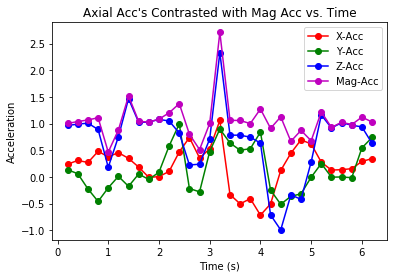 Axial Acc's Contrasted with Mag Acc vs. Time
X-Acc
Y-Acc
Z-Acc
Mag-Acc
Acceleration
2.5
2.0
1.5
1.0
0.5
0.0
−0.5
−1.0
0 1 2 3 4 5 6
Time (s)